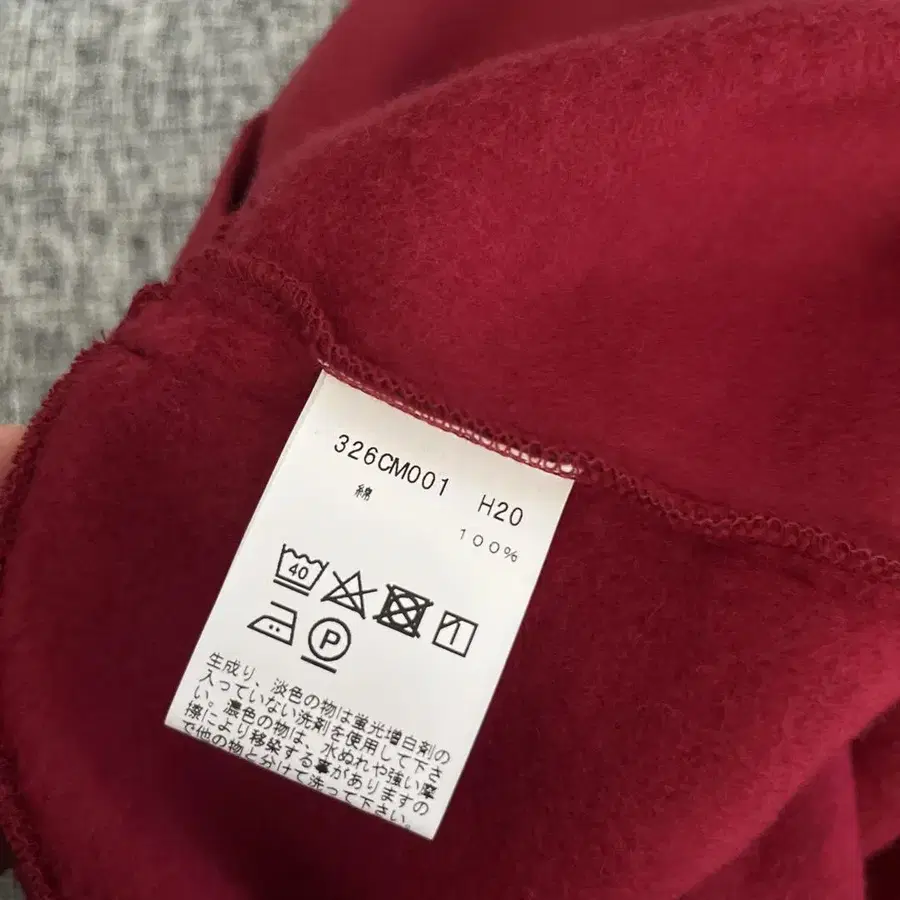 326CM001 H20
綿
100%
40
P
生成り、淡色の物は蛍光増白剤の
入っていない洗剤を使用して下さ
い。濃色の物は、水ぬれや強い摩
擦により移染する事がありますの
で他の物と分けて洗って下さい。